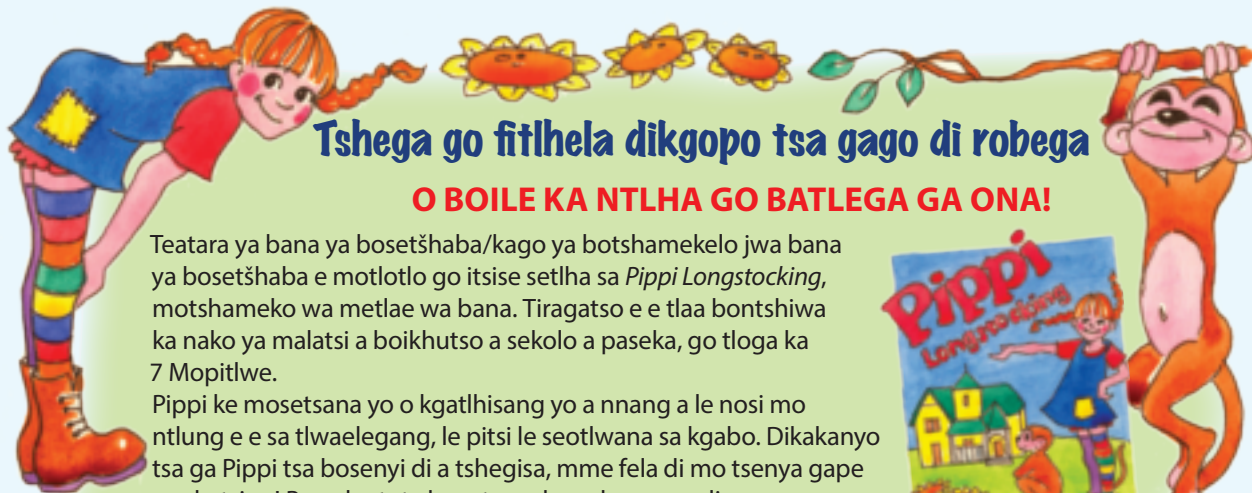 Tshega go fitlhela dikgopo tsa gago di robega
O BOILE KA NTLHA GO BATLEGA GA ONA!
Teatara ya bana ya bosetšhaba/kago ya botshamekelo jwa bana
ya bosetšhaba e motlotlo go itsise setlha sa Pippi Longstocking,
motshameko wa metlae wa bana. Tiragatso e e tlaa bontshiwa
ka nako ya malatsi a boikhutso a sekolo a paseka, go tloga ka
7 Mopitlwe.
Pippi ke mosetsana yo o kgatlhisang yo a nnang a le nosi mo
ntlung e e sa tlwaelegang, le pitsi le seotlwana sa kgabo. Dikakanyo
tsa ga Pippi tsa bosenyi di a tshegisa, mme fela di mo tsenya gape
Pippi
Longstocking